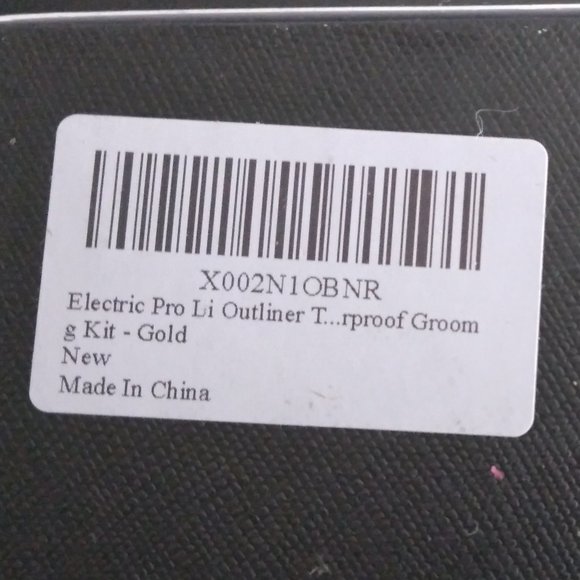 X002N1OBNR
Electric Pro Li Outliner T...rproof Groom
g Kit - Gold
New
Made In China